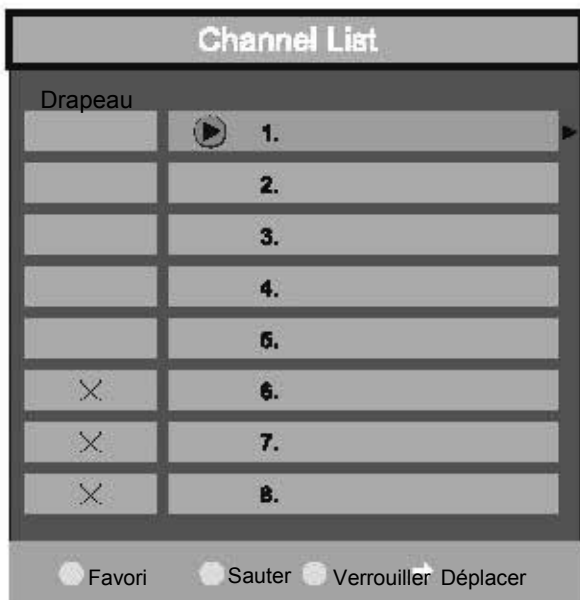 Channel List
Drapeau
1.
2.
3.
4.
5.
6.
7.
8.
Favori Sauter Verrouiller Déplacer